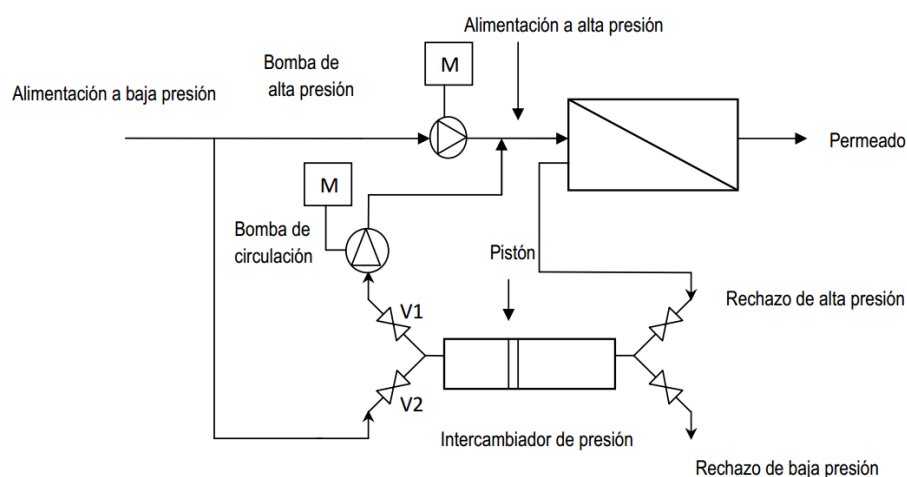 Alimentación a alta presión
Bomba de
alta presión
M
Alimentación a baja presión
Permeado
M
Bomba de
circulación
Pistón
V1
Rechazo de alta presión
V2
Intercambiador de presión
Rechazo de baja presión